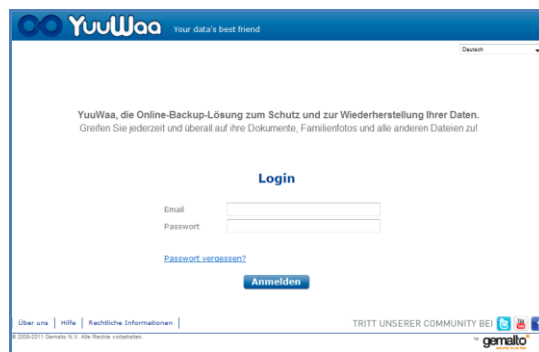 YuuWaa Your data's best friend
Deutsch
YuuWaa, die Online-Backup-Lösung zum Schutz und zur Wiederherstellung Ihrer Daten.
Greifen Sie jederzeit und überall auf ihre Dokumente, Familienfotos und alle anderen Dateien zu!
Login
Email
Passwort
Passwort vergessen?
Anmelden
Über uns | Hilfe | Rechtliche Informationen |
TRITT UNSERER COMMUNITY BEI
© 2008-2011 Gemalto N.V. Alle Rechte vorbehalten.
by gemalto